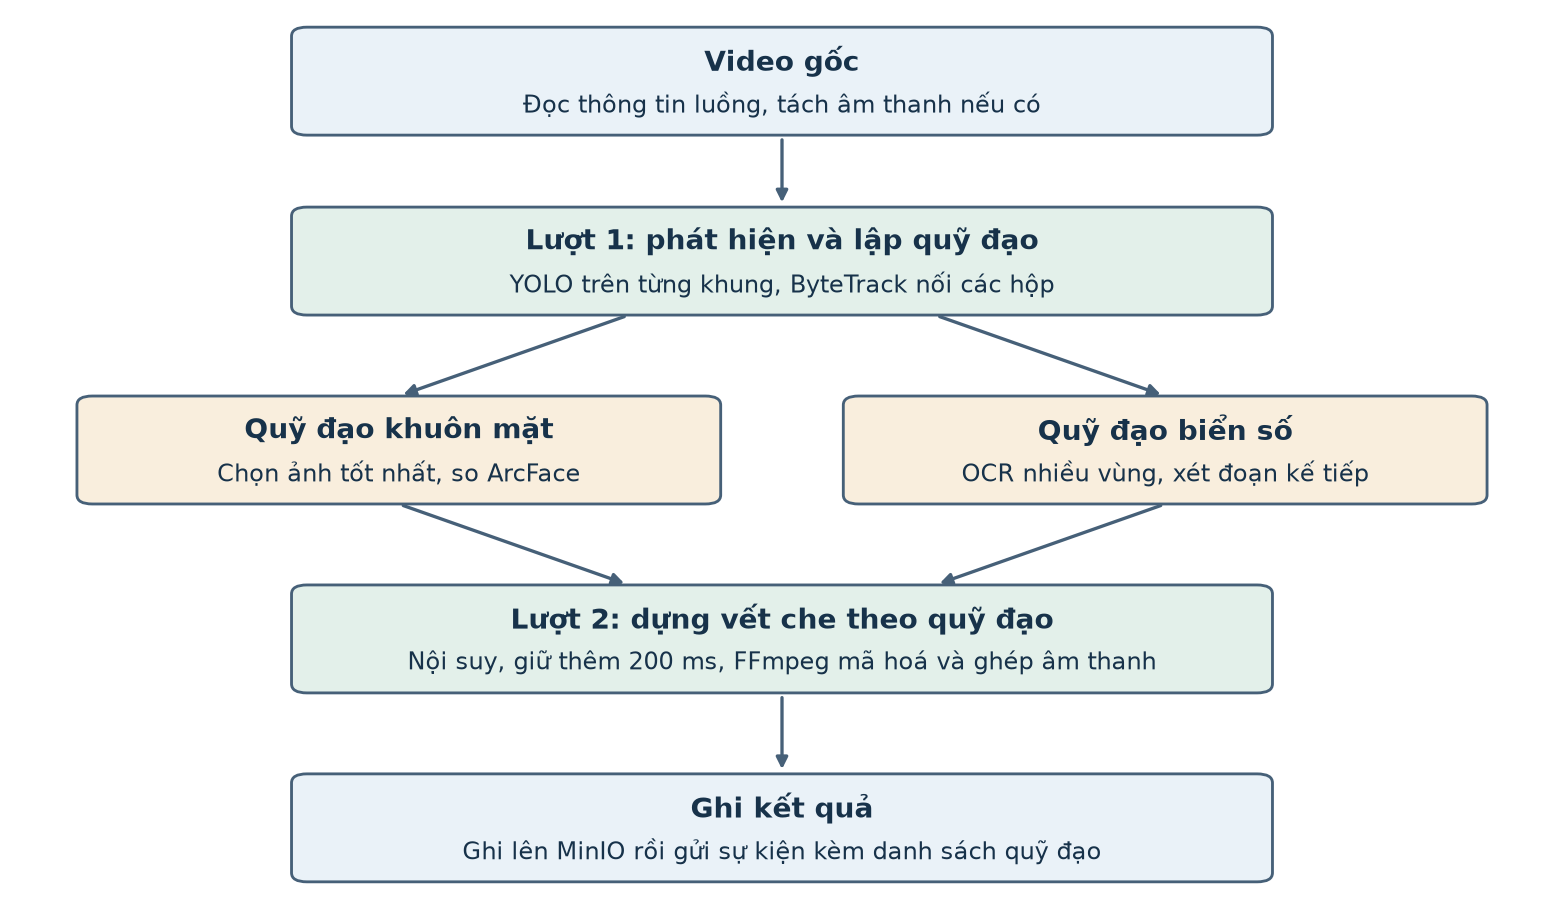 Video gốc
Đọc thông tin luồng, tách âm thanh nếu có
Lượt 1: phát hiện và lập quỹ đạo
YOLO trên từng khung, ByteTrack nối các hộp
Quỹ đạo khuôn mặt
Chọn ảnh tốt nhất, so ArcFace
Quỹ đạo biển số
OCR nhiều vùng, xét đoạn kế tiếp
Lượt 2: dựng vết che theo quỹ đạo
Nội suy, giữ thêm 200 ms, FFmpeg mã hoá và ghép âm thanh
Ghi kết quả
Ghi lên MinIO rồi gửi sự kiện kèm danh sách quỹ đạo